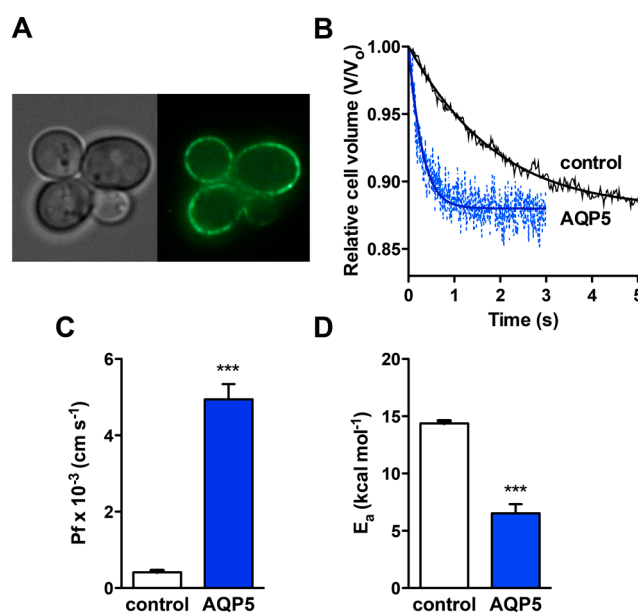 A
B
Relative cell volume (V/V₀)
1.00
0.95
0.90
0.85
control
AQP5
0 1 2 3 4 5
Time (s)
C
Pf x 10⁻³ (cm s⁻¹)
6
4
2
0
***
control AQP5
D
Eₐ (kcal mol⁻¹)
20
15
10
5
0
***
control AQP5